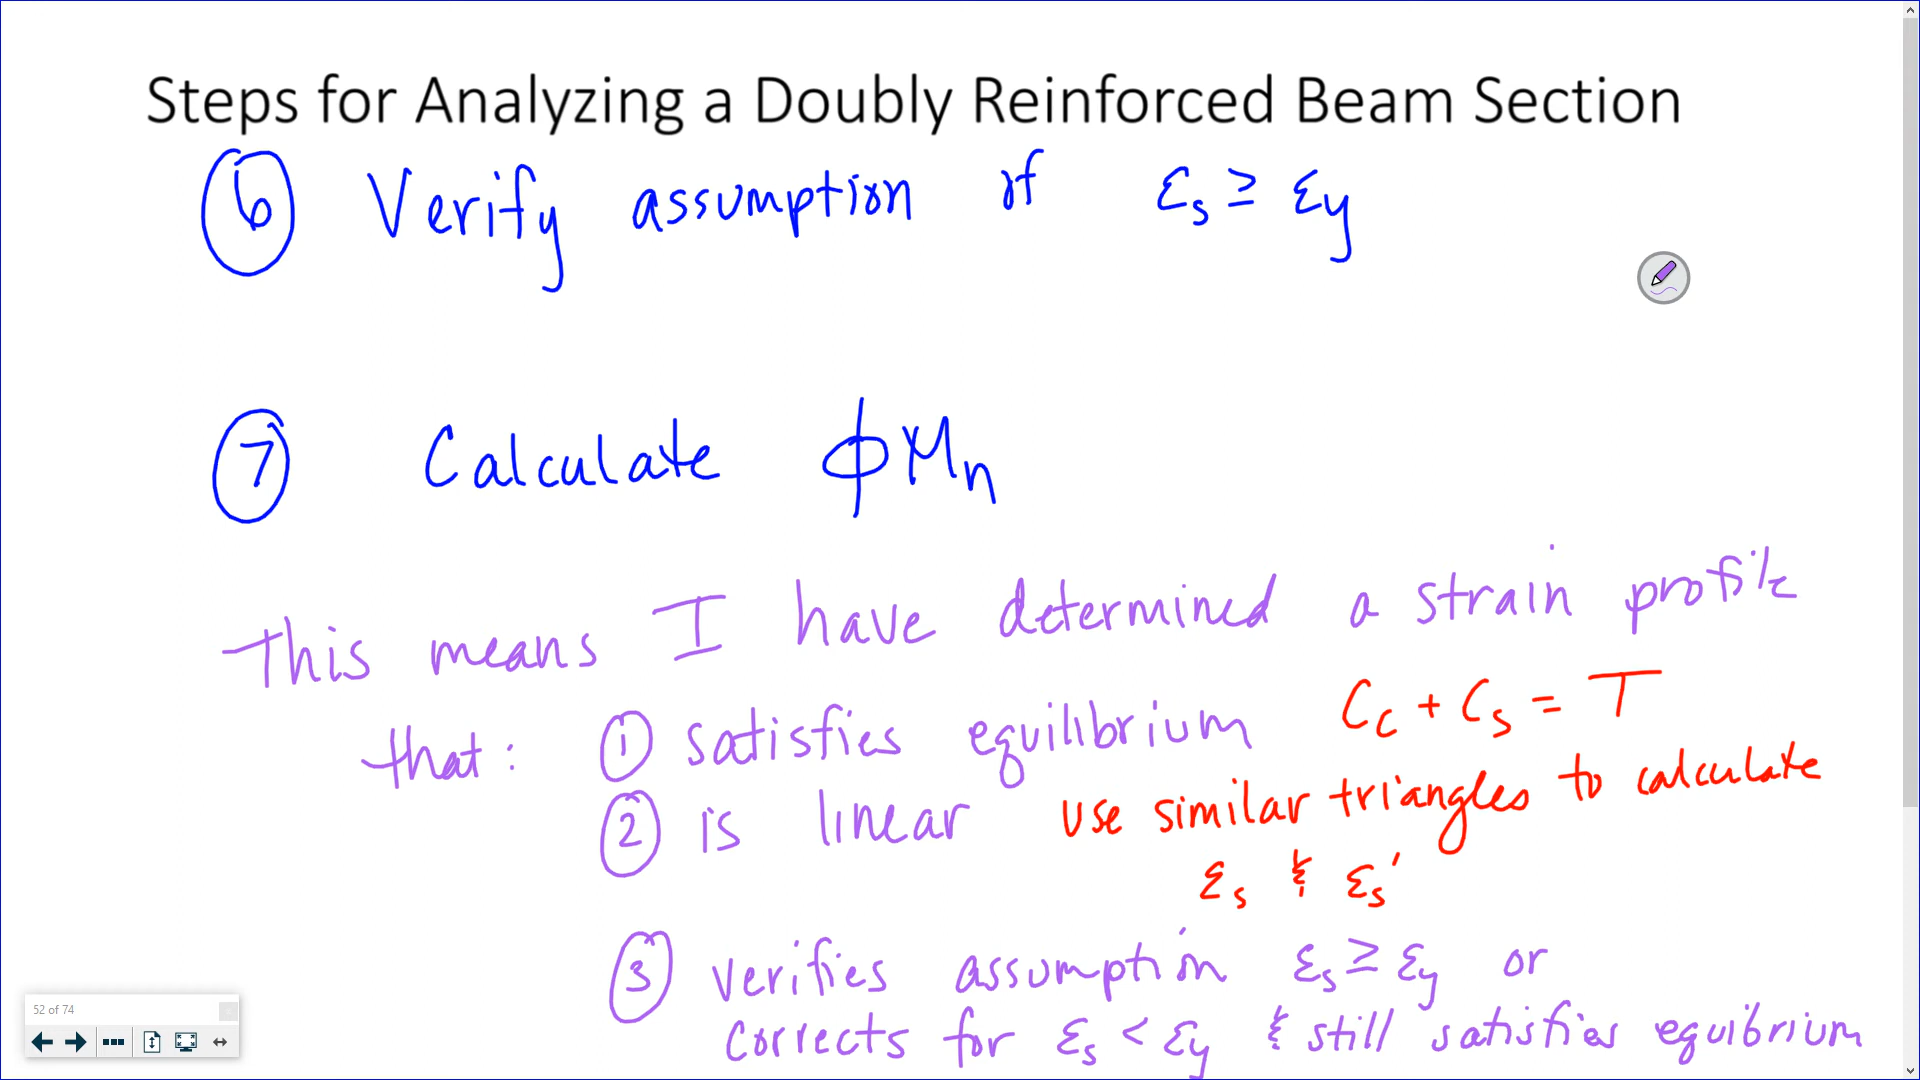 Steps for Analyzing a Doubly Reinforced Beam Section
6 Verify assumption of εs ≥ εy
7 Calculate ϕMn
This means I have determined a strain profile
that: 1 satisfies equilibrium Cc + Cs = T
2 is linear use similar triangles to calculate
εs & εs'
3 verifies assumption εs ≥ εy or
corrects for εs < εy & still satisfies equibrium
52 of 74